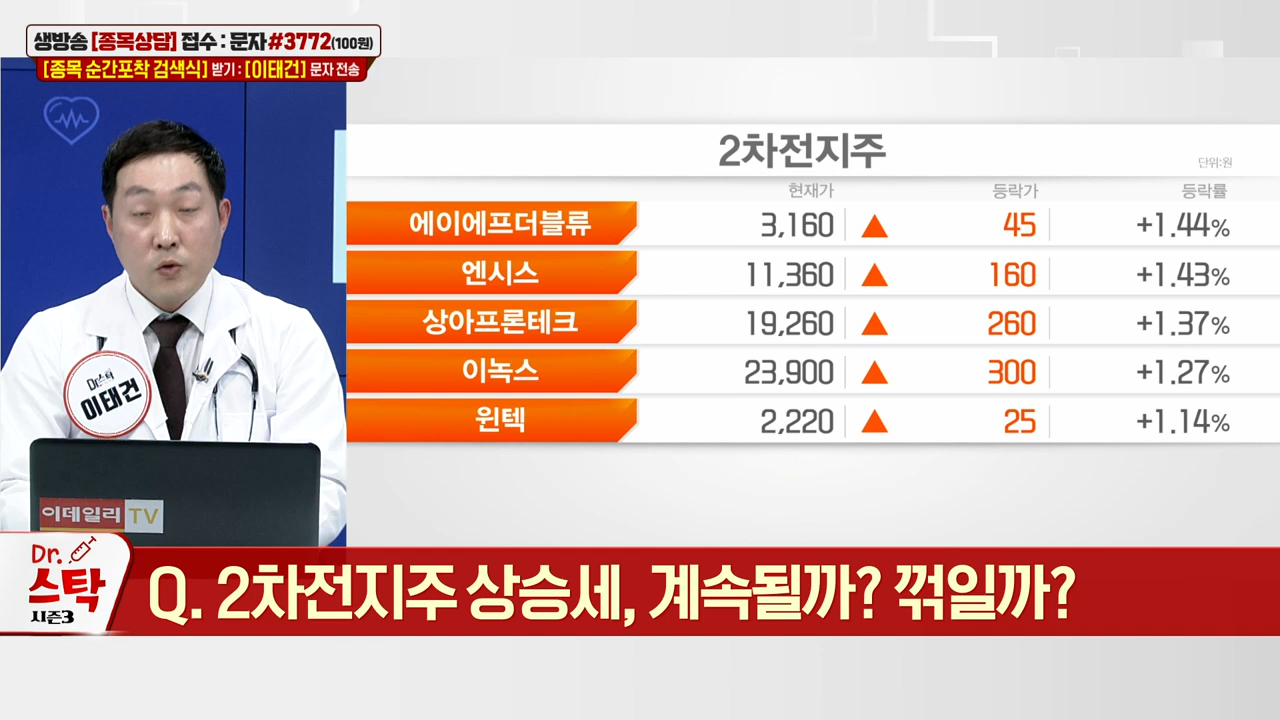 생방송 [종목상담] 접수 : 문자 #3772(100원)
[종목 순간포착 검색식] 받기 : [이태건] 문자 전송
2차전지주
단위:원
현재가 등락가 등락률
에이에프더블류 3,160 ▲ 45 +1.44%
엔시스 11,360 ▲ 160 +1.43%
상아프론테크 19,260 ▲ 260 +1.37%
이녹스 23,900 ▲ 300 +1.27%
윈텍 2,220 ▲ 25 +1.14%
Dr.스탁
이태건
이데일리 TV
Dr.
스탁
시즌3
Q. 2차전지주 상승세, 계속될까? 꺾일까?